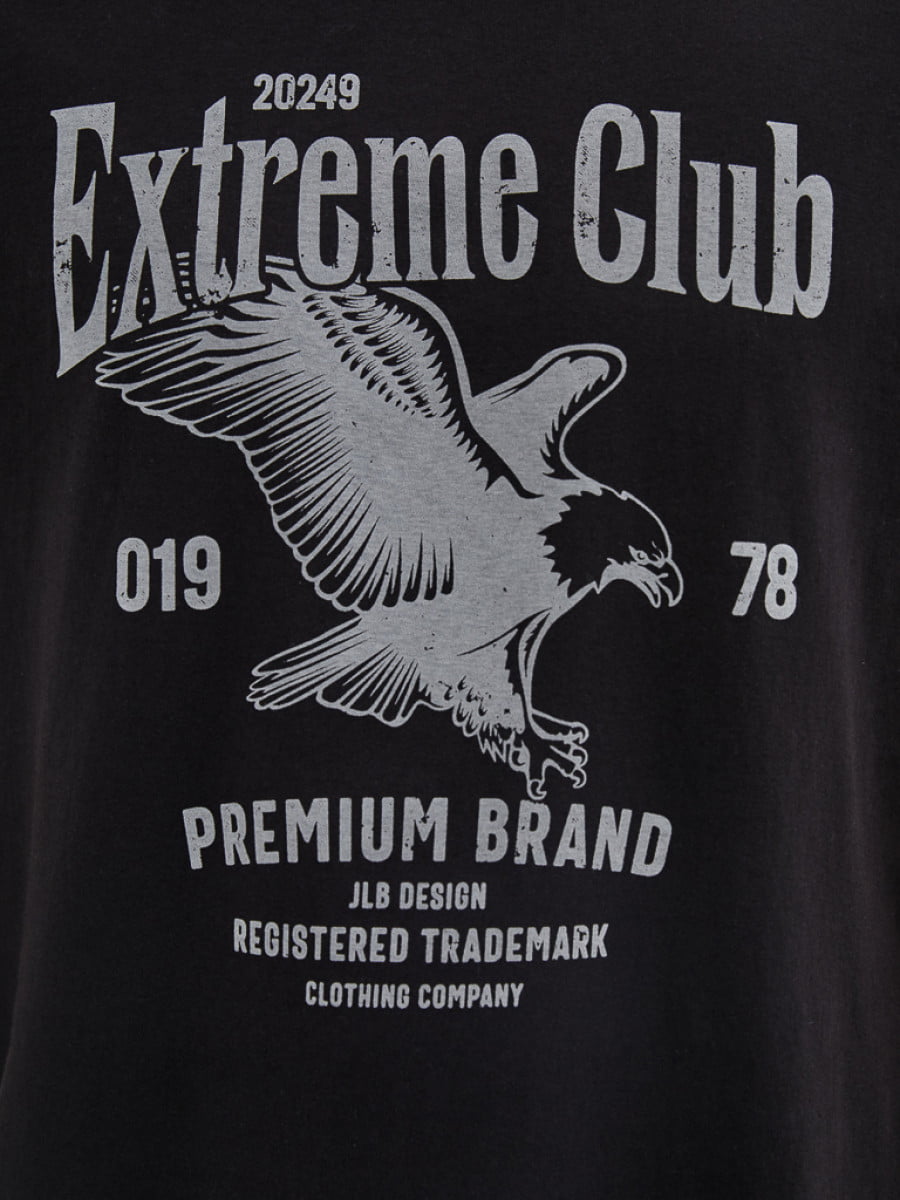 20249
Extreme Club
019 78
PREMIUM BRAND
JLB DESIGN
REGISTERED TRADEMARK
CLOTHING COMPANY